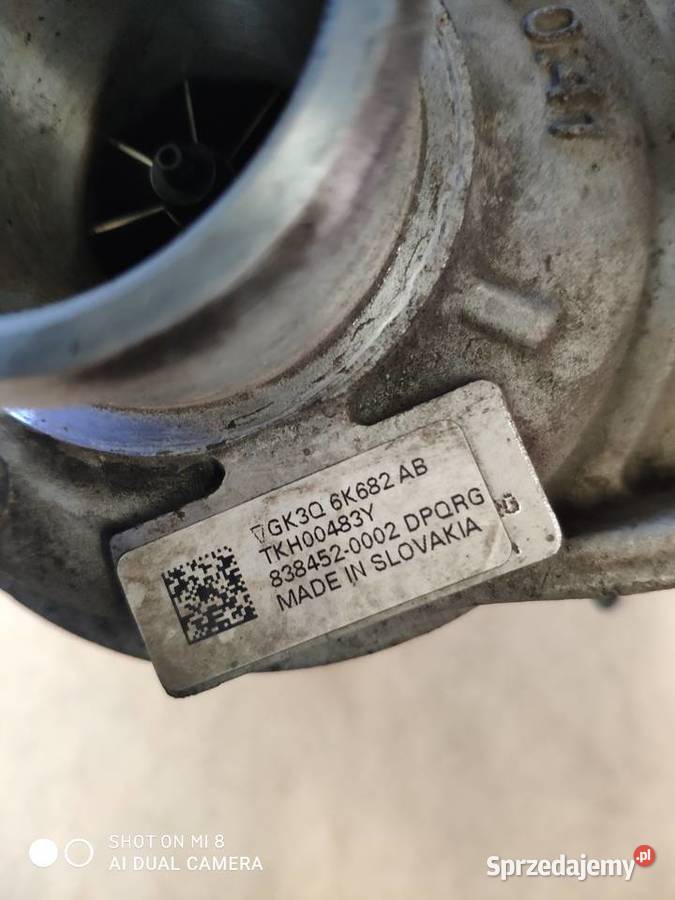 GK3Q 6K682 AB
TKH00483Y
838452-0002 DPQRG
MADE IN SLOVAKIA
SHOT ON MI 8
AI DUAL CAMERA
Sprzedajemy.pl